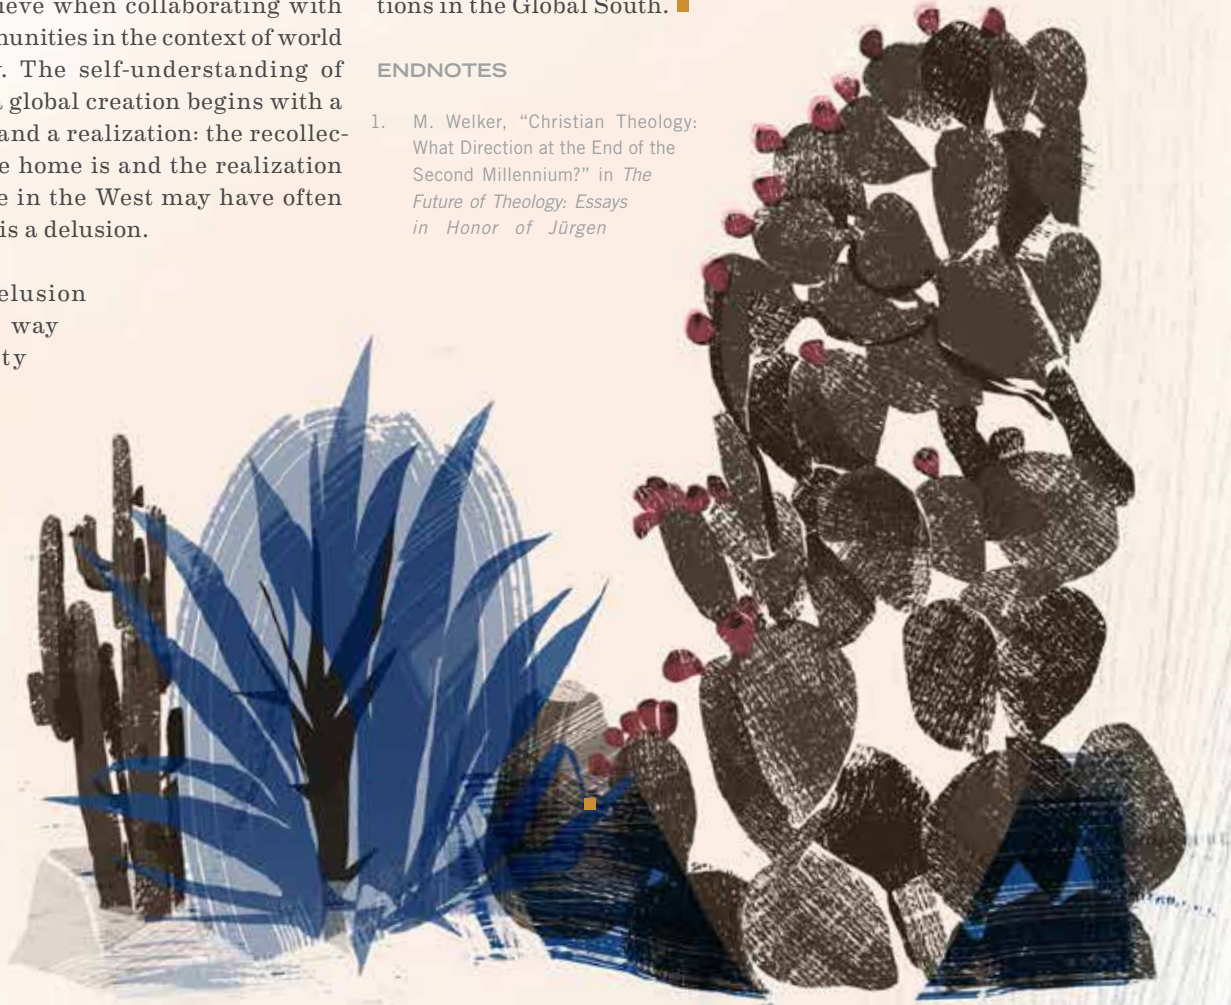 ieve when collaborating with
munities in the context of world
. The self-understanding of
global creation begins with a
and a realization: the recollec-
e home is and the realization
e in the West may have often
is a delusion.
elusion
way
ty
tions in the Global South.
ENDNOTES
1. M. Welker, “Christian Theology:
What Direction at the End of the
Second Millennium?” in The
Future of Theology: Essays
in Honor of Jürgen